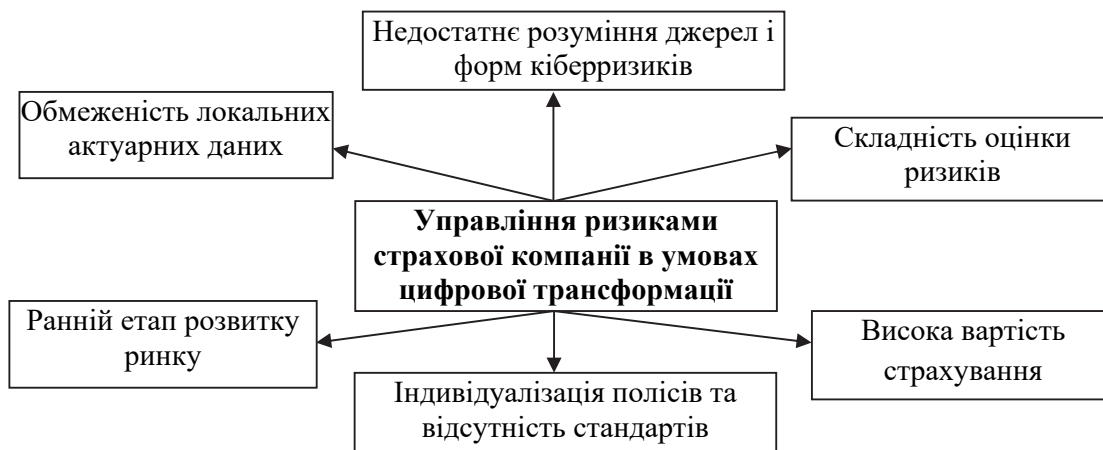 Недостатнє розуміння джерел і
форм кіберризиків
Обмеженість локальних
актуарних даних
Складність оцінки
ризиків
Управління ризиками
страхової компанії в умовах
цифрової трансформації
Ранній етап розвитку
ринку
Індивідуалізація полісів та
відсутність стандартів
Висока вартість
страхування